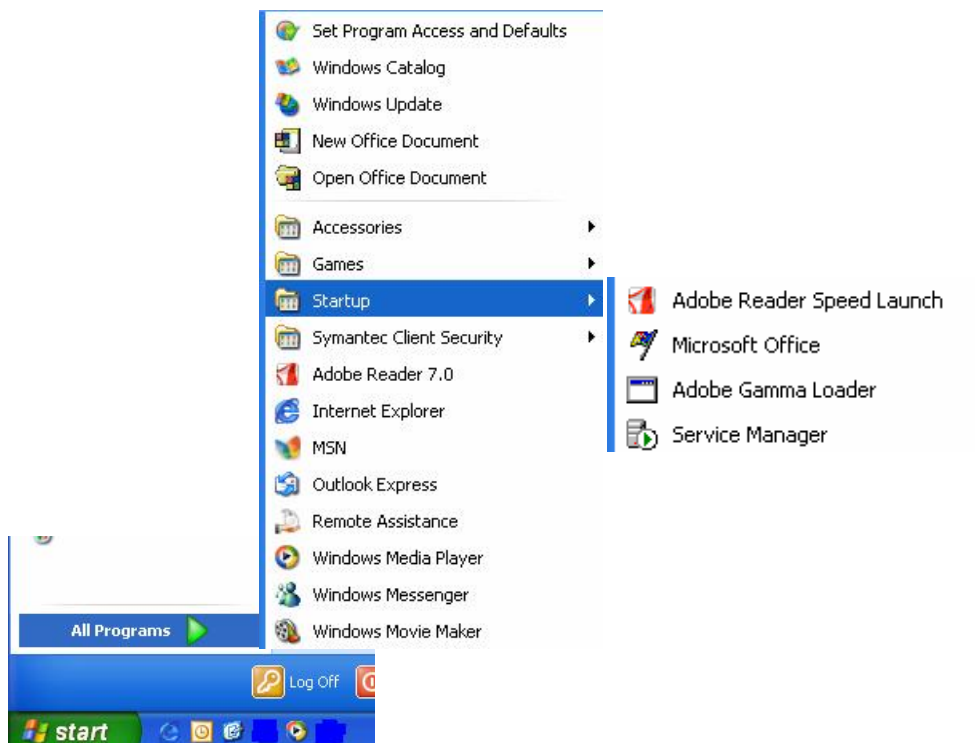 Set Program Access and Defaults
Windows Catalog
Windows Update
New Office Document
Open Office Document
Accessories
Games
Startup
Symantec Client Security
Adobe Reader 7.0
Internet Explorer
MSN
Outlook Express
Remote Assistance
Windows Media Player
Windows Messenger
Windows Movie Maker
Adobe Reader Speed Launch
Microsoft Office
Adobe Gamma Loader
Service Manager
All Programs
Log Off
start